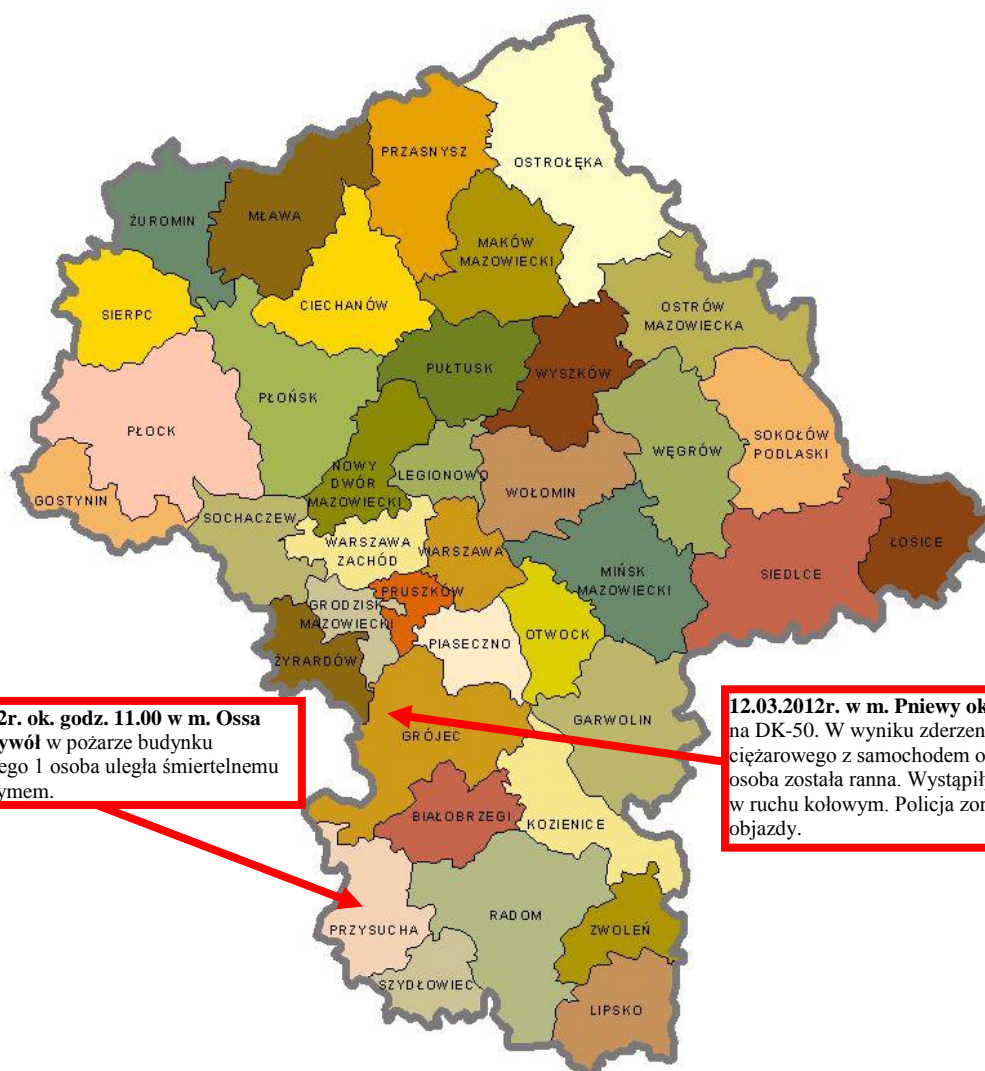 PRZASNYSZ
OSTROŁĘKA
ŻUROMIN
MŁAWA
MAKÓW
MAZOWIECKI
SIERPC
CIECHANÓW
OSTRÓW
MAZOWIECKA
PŁOCK
PŁOŃSK
PUŁTUSK
WYSZKÓW
WĘGRÓW
SOKOŁÓW
PODLASKI
GOSTYNIN
NOWY
DWÓR
MAZOWIECKI
LEGIONOWO
WOŁOMIN
SOCHACZEW
WARSZAWA
ZACHÓD
WARSZAWA
MIŃSK
MAZOWIECKI
SIEDLCE
ŁOSICE
GRODZISK
MAZOWIECKI
PRUSZKÓW
PIASECZNO
OTWOCK
ŻYRARDÓW
GRÓJEC
GARWOLIN
2r. ok. godz. 11.00 w m. Ossa
ywół w pożarze budynku
ego 1 osoba uległa śmiertelnemu
ymem.
12.03.2012r. w m. Pniewy ok
na DK-50. W wyniku zderzen
ciężarowego z samochodem o
osoba została ranna. Wystąpiły
w ruchu kołowym. Policja zor
objazdy.
BIAŁOBRZEGI
KOZIENICE
PRZYSUCHA
RADOM
ZWOLEŃ
SZYDŁOWIEC
LIPSKO